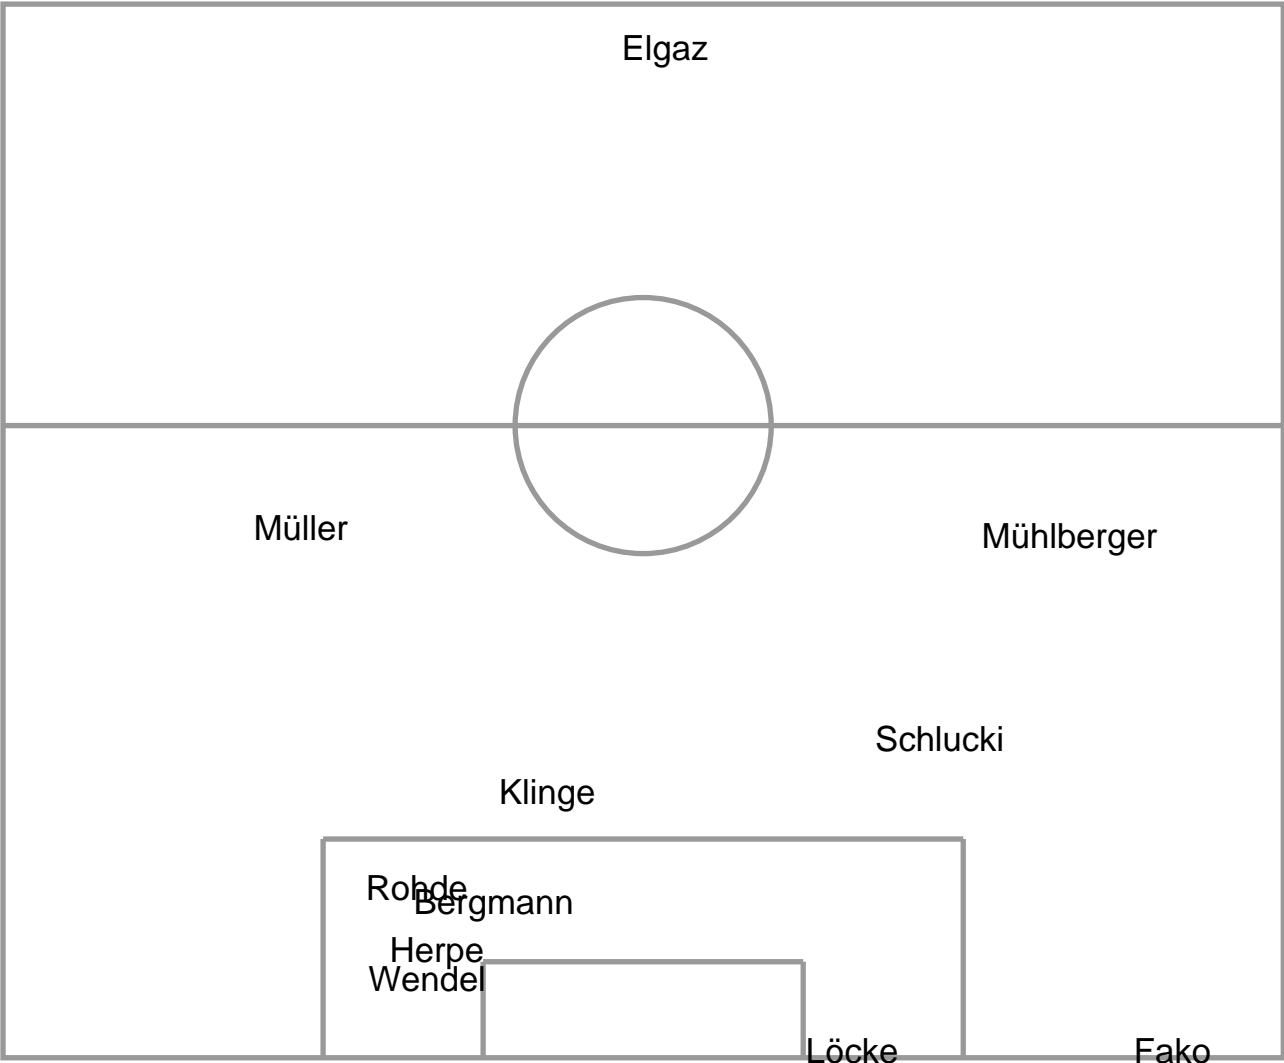 Elgaz
Müller
Mühlberger
Schlucki
Klinge
Rohde
Bergmann
Herpe
Wendel
Löcke
Fako